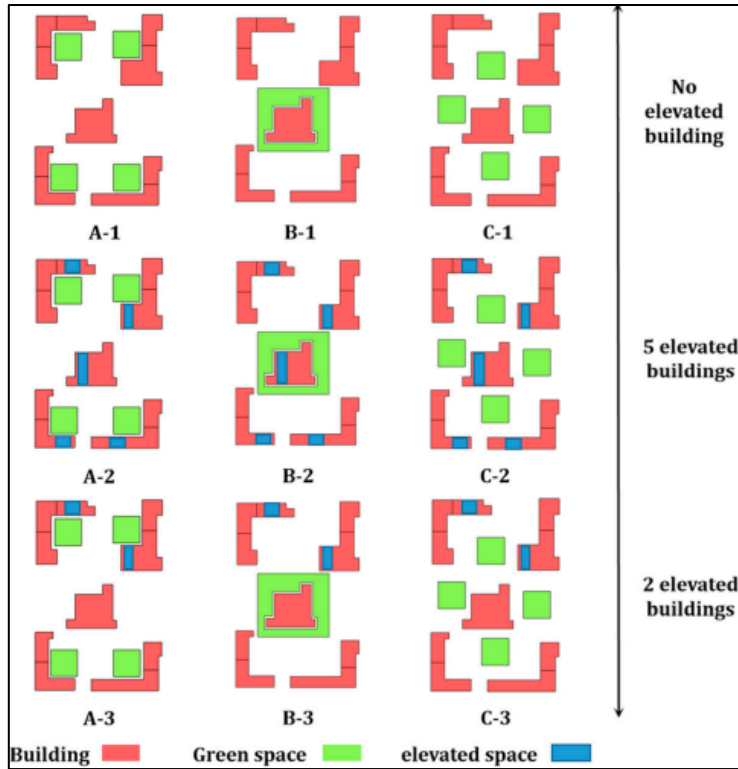 No
elevated
building
A-1 B-1 C-1
5 elevated
buildings
A-2 B-2 C-2
2 elevated
buildings
A-3 B-3 C-3
Building Green space elevated space